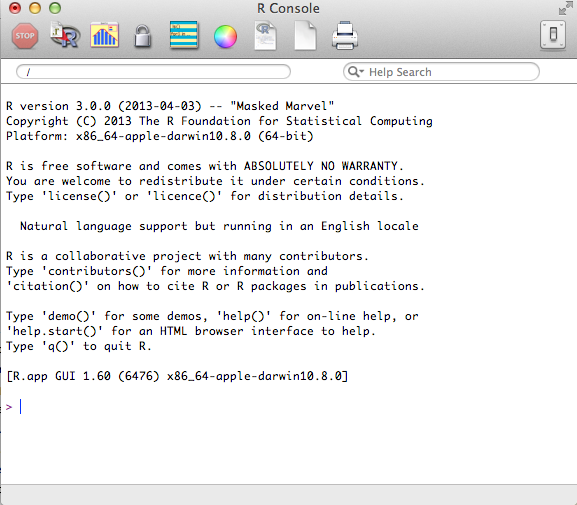 R Console
STOP
R
/
Help Search
R version 3.0.0 (2013-04-03) -- "Masked Marvel"
Copyright (C) 2013 The R Foundation for Statistical Computing
Platform: x86_64-apple-darwin10.8.0 (64-bit)
R is free software and comes with ABSOLUTELY NO WARRANTY.
You are welcome to redistribute it under certain conditions.
Type 'license()' or 'licence()' for distribution details.
Natural language support but running in an English locale
R is a collaborative project with many contributors.
Type 'contributors()' for more information and
'citation()' on how to cite R or R packages in publications.
Type 'demo()' for some demos, 'help()' for on-line help, or
'help.start()' for an HTML browser interface to help.
Type 'q()' to quit R.
[R.app GUI 1.60 (6476) x86_64-apple-darwin10.8.0]
>